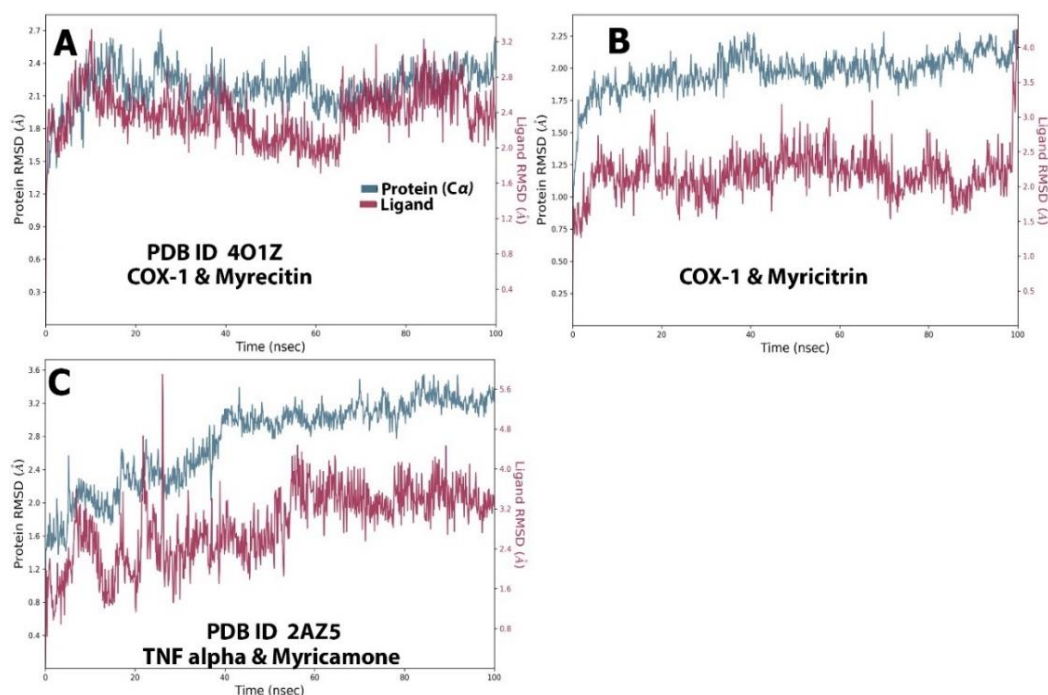 A
2.7
2.4
2.1
1.8
1.5
1.2
0.9
0.6
0.3
Protein RMSD (Å)
3.2
2.8
2.4
2.0
1.6
1.2
0.8
0.4
Ligand RMSD (Å)
Protein (Cα)
Ligand
PDB ID 4O1Z
COX-1 & Myrecitin
0 20 40 60 80 100
Time (nsec)
B
2.25
2.00
1.75
1.50
1.25
1.00
0.75
0.50
0.25
Protein RMSD (Å)
4.0
3.5
3.0
2.5
2.0
1.5
1.0
0.5
Ligand RMSD (Å)
COX-1 & Myricitrin
0 20 40 60 80 100
Time (nsec)
C
3.6
3.2
2.8
2.4
2.0
1.6
1.2
0.8
0.4
Protein RMSD (Å)
5.6
4.8
4.0
3.2
2.4
1.6
0.8
Ligand RMSD (Å)
PDB ID 2AZ5
TNF alpha & Myricamone
0 20 40 60 80 100
Time (nsec)